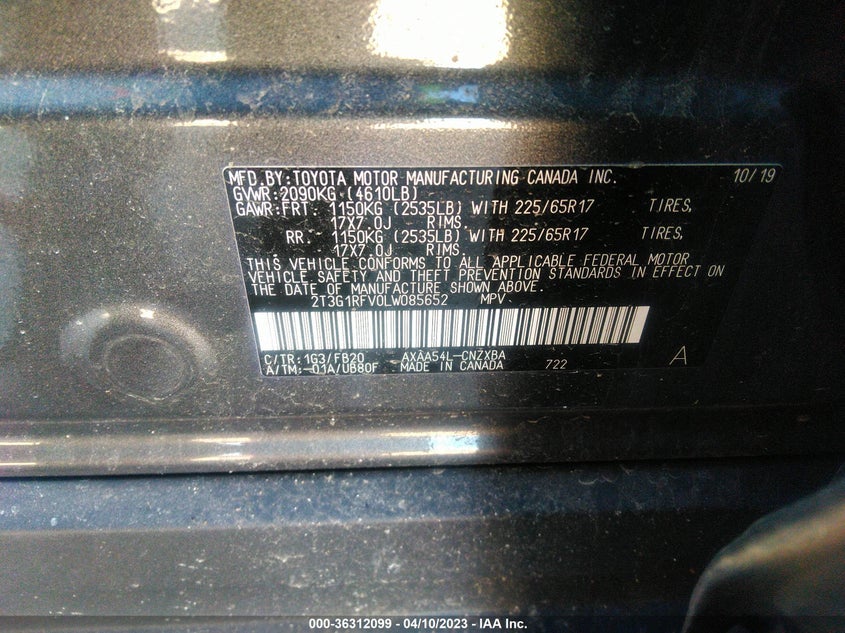 MFD.BY:TOYOTA MOTOR MANUFACTURING CANADA INC. 10/19
GVWR:2090KG (4610LB)
GAWR:FRT. 1150KG (2535LB) WITH 225/65R17 TIRES,
17X7.0J RIMS.
RR. 1150KG (2535LB) WITH 225/65R17 TIRES,
17X7.0J RIMS.
THIS VEHICLE CONFORMS TO ALL APPLICABLE FEDERAL MOTOR
VEHICLE SAFETY AND THEFT PREVENTION STANDARDS IN EFFECT ON
THE DATE OF MANUFACTURE SHOWN ABOVE.
2T3G1RFV0LW085652 MPV
C/TR:1G3/FB20 AXAA54L-CNZXBA A
A/TM:-01A/UB80F MADE IN CANADA 722
000-36312099 - 04/10/2023 - IAA Inc.